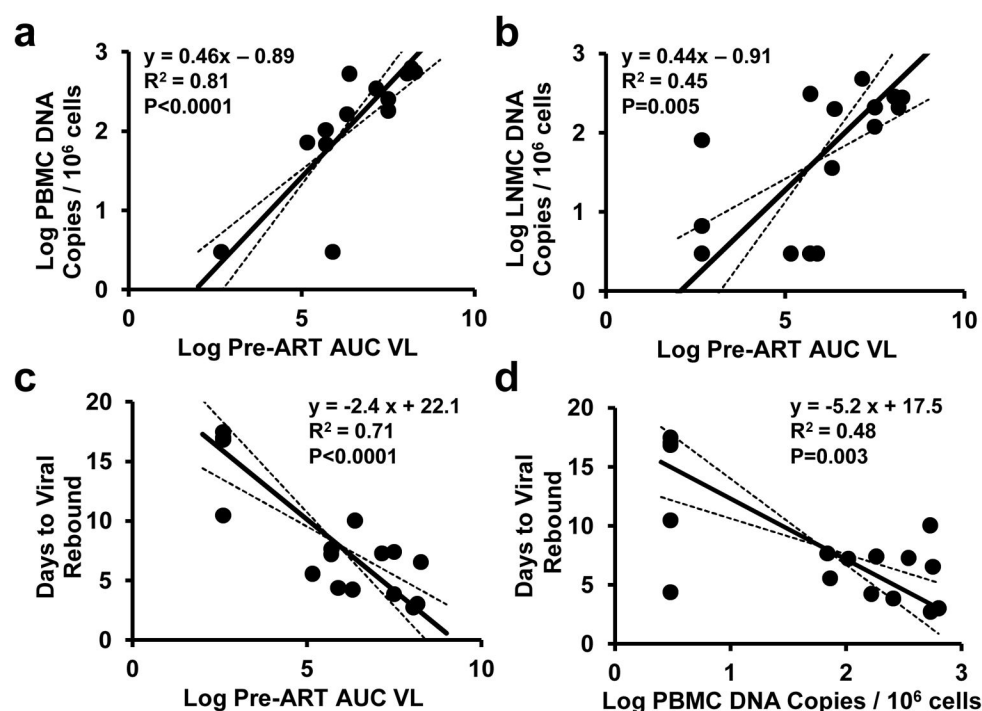 a
y = 0.46x – 0.89
R² = 0.81
P<0.0001
Log PBMC DNA
Copies / 10⁶ cells
3
2
1
0
0
5
10
Log Pre-ART AUC VL
b
y = 0.44x – 0.91
R² = 0.45
P=0.005
Log LNMC DNA
Copies / 10⁶ cells
3
2
1
0
0
5
10
Log Pre-ART AUC VL
c
y = -2.4 x + 22.1
R² = 0.71
P<0.0001
Days to Viral
Rebound
20
15
10
5
0
0
5
10
Log Pre-ART AUC VL
d
y = -5.2 x + 17.5
R² = 0.48
P=0.003
Days to Viral
Rebound
20
15
10
5
0
0
1
2
3
Log PBMC DNA Copies / 10⁶ cells